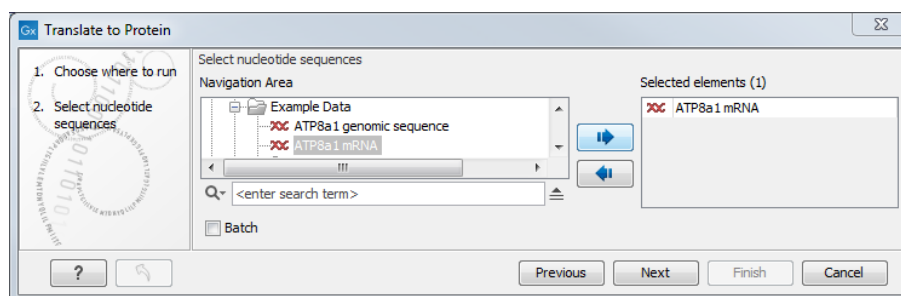 Gx Translate to Protein
1. Choose where to run
2. Select nucleotide
sequences
Select nucleotide sequences
Navigation Area
Example Data
ATP8a1 genomic sequence
ATP8a1 mRNA
<enter search term>
Batch
Selected elements (1)
ATP8a1 mRNA
?
Previous
Next
Finish
Cancel